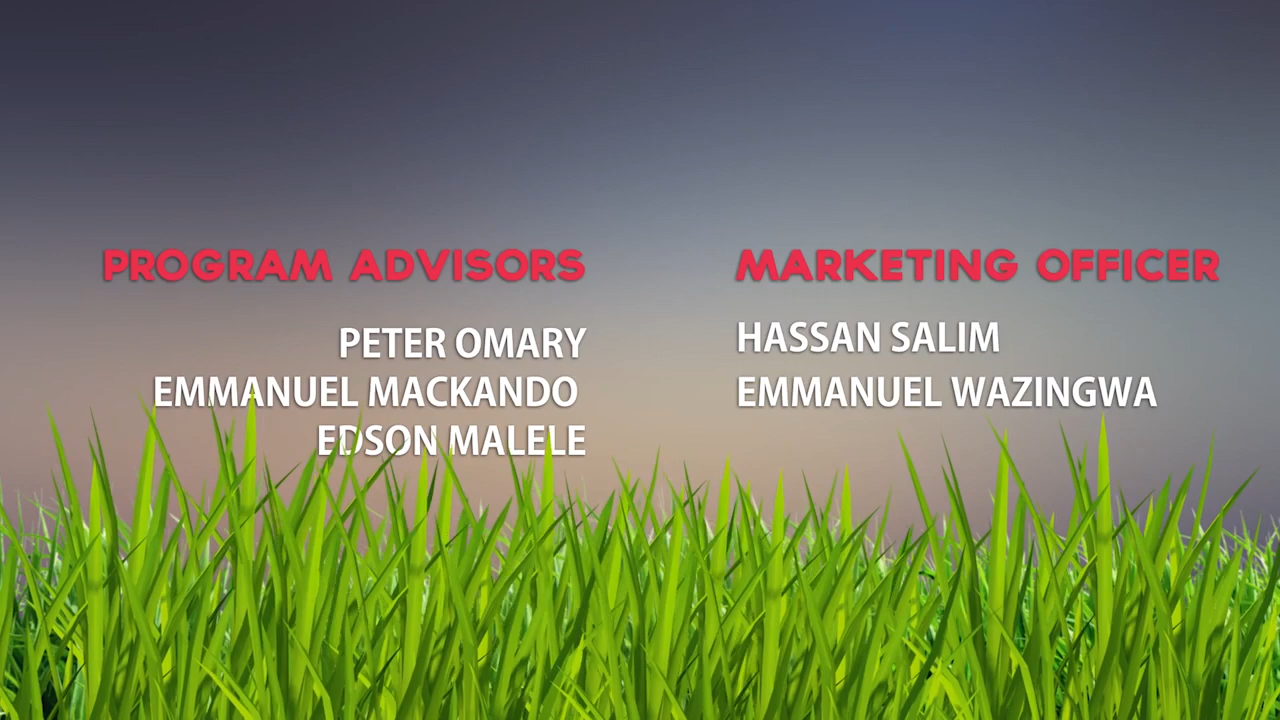 PROGRAM ADVISORS
PETER OMARY
EMMANUEL MACKANDO
EDSON MALELE
MARKETING OFFICER
HASSAN SALIM
EMMANUEL WAZINGWA